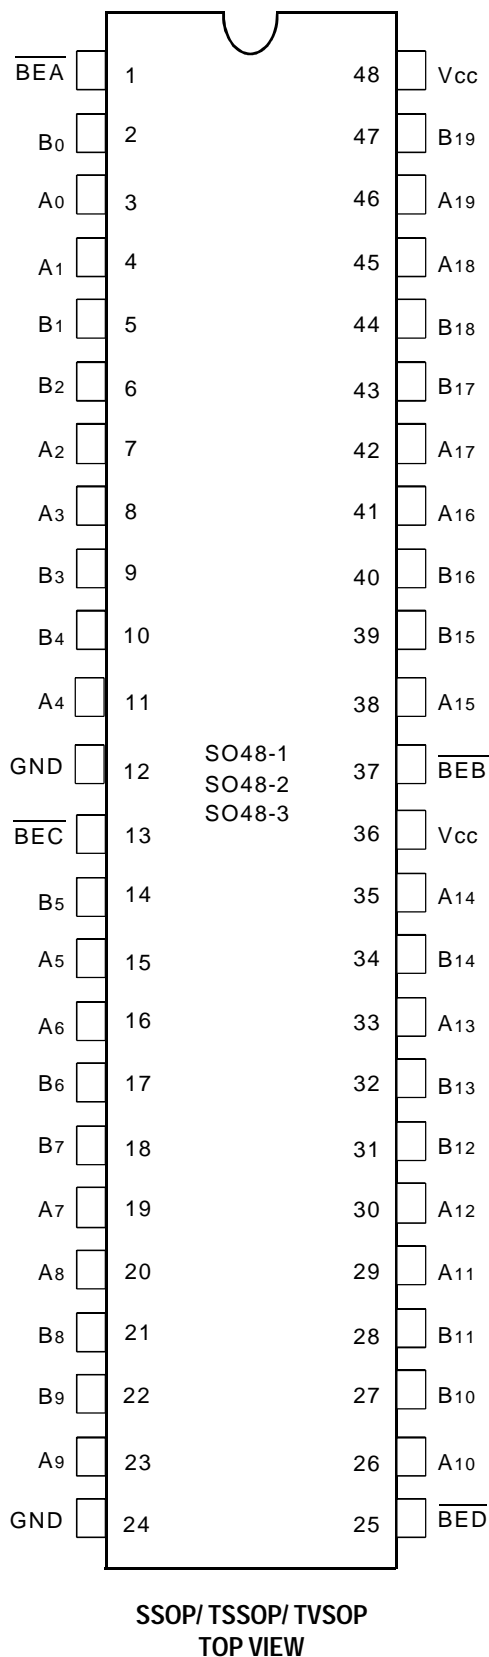 BEA 1 48 Vcc
B0 2 47 B19
A0 3 46 A19
A1 4 45 A18
B1 5 44 B18
B2 6 43 B17
A2 7 42 A17
A3 8 41 A16
B3 9 40 B16
B4 10 39 B15
A4 11 38 A15
GND 12 SO48-1 37 BEB
SO48-2
SO48-3
BEC 13 36 Vcc
B5 14 35 A14
A5 15 34 B14
A6 16 33 A13
B6 17 32 B13
B7 18 31 B12
A7 19 30 A12
A8 20 29 A11
B8 21 28 B11
B9 22 27 B10
A9 23 26 A10
GND 24 25 BED
SSOP/ TSSOP/ TVSOP
TOP VIEW